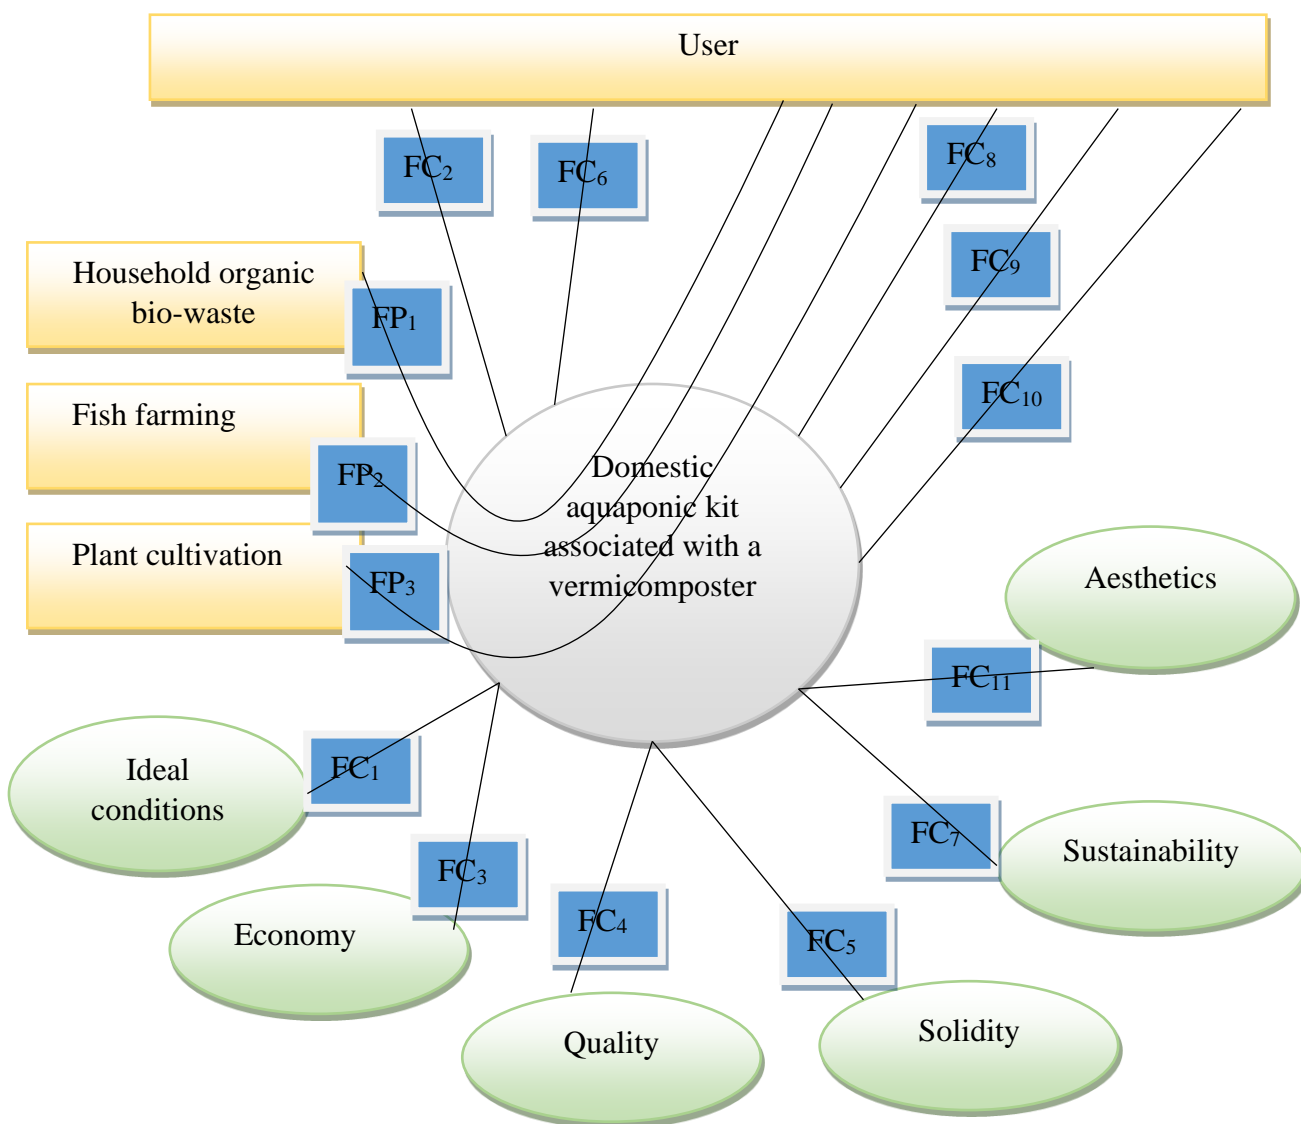 User
FC₂
FC₆
FC₈
FC₉
Household organic
bio-waste
FP₁
FC₁₀
Fish farming
FP₂
Domestic
aquaponic kit
associated with a
vermicomposter
Plant cultivation
FP₃
Aesthetics
FC₁₁
Ideal
conditions
FC₁
FC₃
FC₇
Sustainability
Economy
FC₄
FC₅
Quality
Solidity